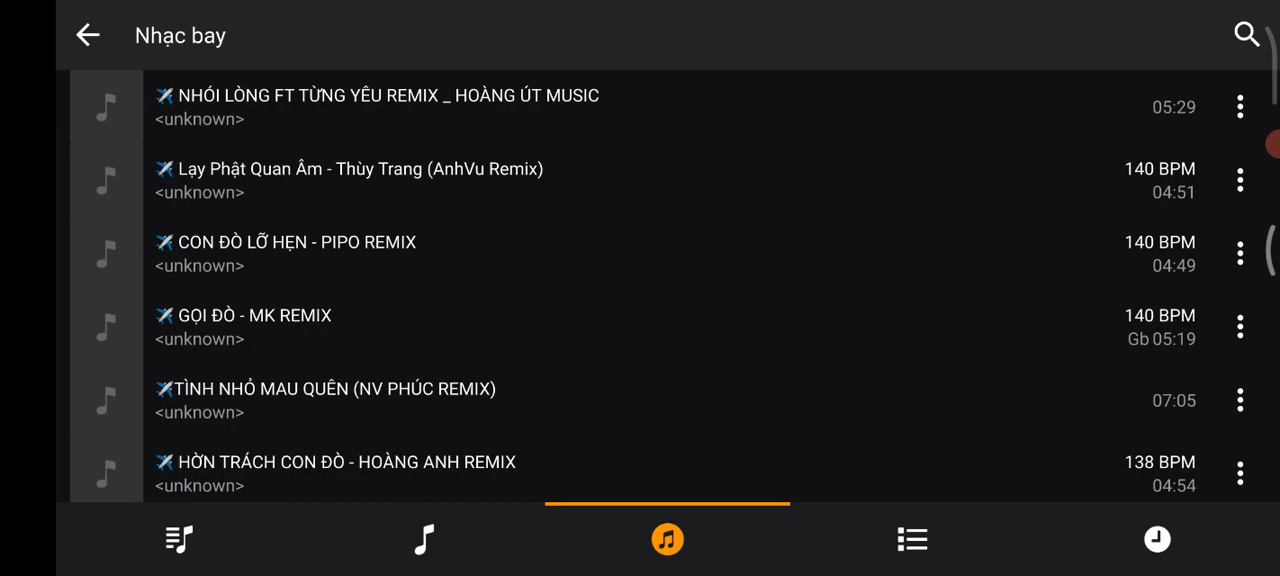 Nhạc bay
✈️ NHÓI LÒNG FT TỪNG YÊU REMIX _ HOÀNG ÚT MUSIC
<unknown>
05:29
✈️ Lạy Phật Quan Âm - Thùy Trang (AnhVu Remix)
<unknown>
140 BPM
04:51
✈️ CON ĐÒ LỠ HẸN - PIPO REMIX
<unknown>
140 BPM
04:49
✈️ GỌI ĐÒ - MK REMIX
<unknown>
140 BPM
Gb 05:19
✈️TÌNH NHỎ MAU QUÊN (NV PHÚC REMIX)
<unknown>
07:05
✈️ HỜN TRÁCH CON ĐÒ - HOÀNG ANH REMIX
<unknown>
138 BPM
04:54